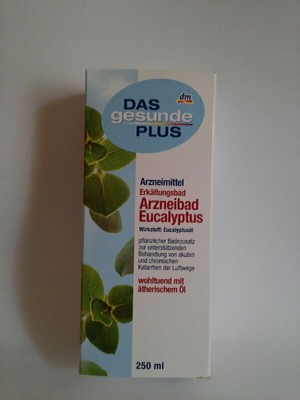 dm
DAS
gesunde
PLUS
Arzneimittel
Erkältungsbad
Arzneibad
Eucalyptus
Wirkstoff: Eucalyptusöl
pflanzlicher Badezusatz
zur unterstützenden
Behandlung von akuten
und chronischen
Katarrhen der Luftwege
wohltuend mit
ätherischem Öl
250 ml